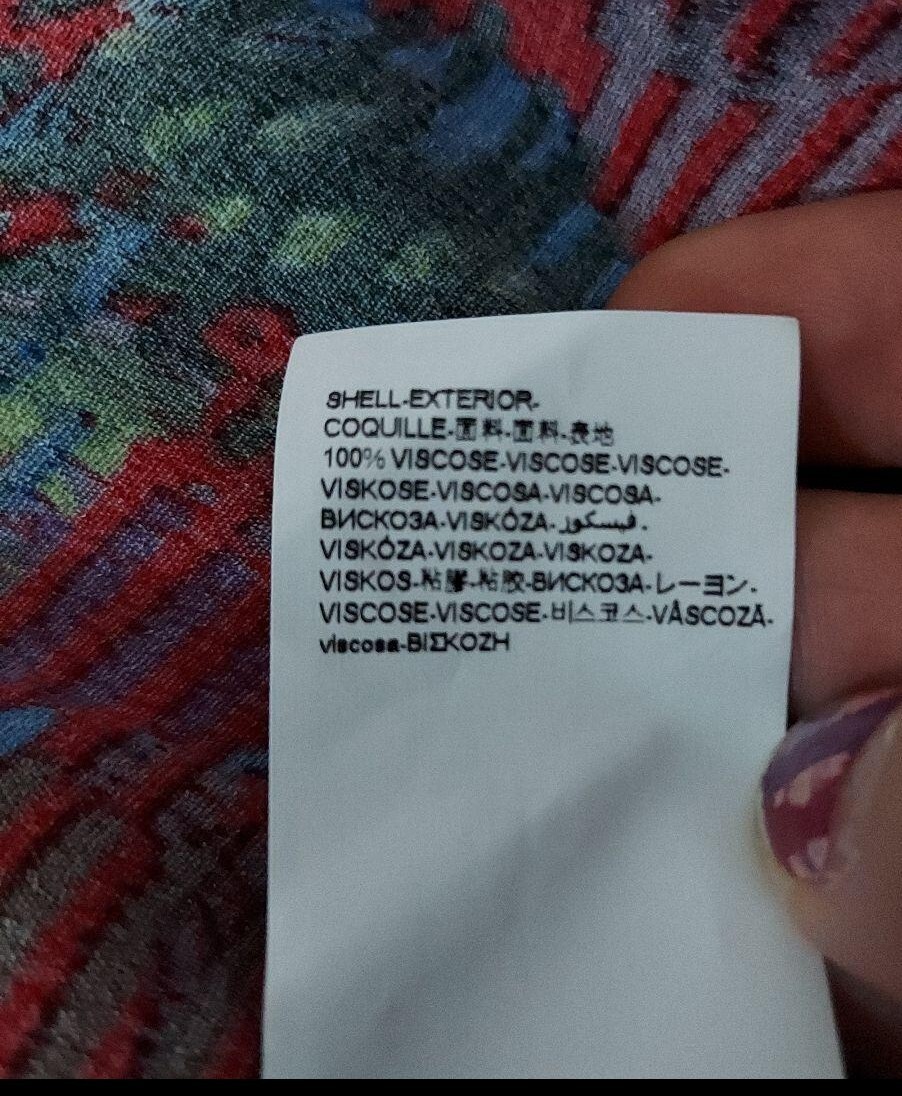 SHELL-EXTERIOR-
COQUILLE-面料-面料-表地
100% VISCOSE-VISCOSE-VISCOSE-
VISKOSE-VISCOSA-VISCOSA-
ВИСКОЗА-VISKÓZA-فيسكوز-
VISKÓZA-VISKOZA-VISKOZA-
VISKOS-粘膠-粘胶-ВИСКОЗА-レーヨン-
VISCOSE-VISCOSE-비스코스-VÂSCOZĂ-
viscosa-ΒΙΣΚΟΖΗ